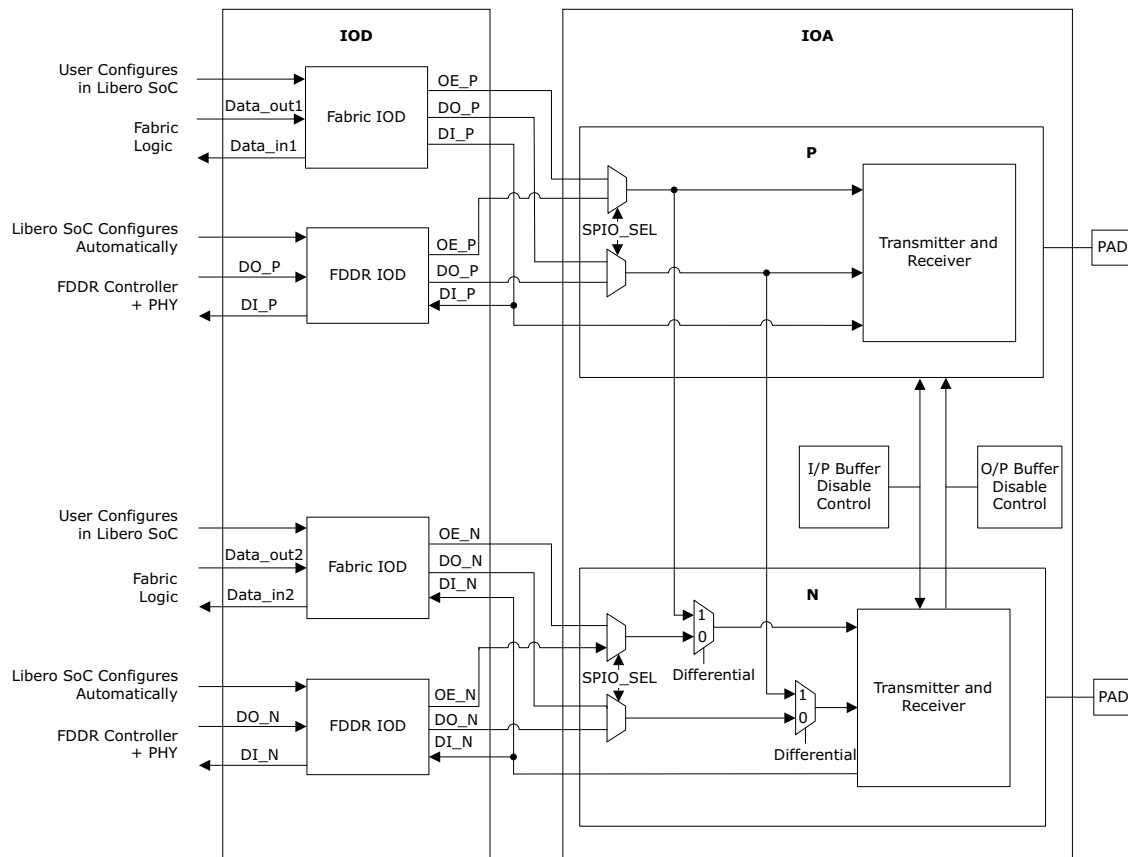 IOD
IOA
User Configures
in Libero SoC
Data_out1
Fabric
Logic
Data_in1
Fabric IOD
OE_P
DO_P
DI_P
P
Libero SoC Configures
Automatically
DO_P
FDDR Controller
+ PHY
DI_P
FDDR IOD
OE_P
DO_P
DI_P
SPIO_SEL
Transmitter and
Receiver
PAD
I/P Buffer
Disable
Control
O/P Buffer
Disable
Control
User Configures
in Libero SoC
Data_out2
Fabric
Logic
Data_in2
Fabric IOD
OE_N
DO_N
DI_N
N
1
0
Differential
Libero SoC Configures
Automatically
DO_N
FDDR Controller
+ PHY
DI_N
FDDR IOD
OE_N
DO_N
DI_N
SPIO_SEL
1
0
Differential
Transmitter and
Receiver
PAD